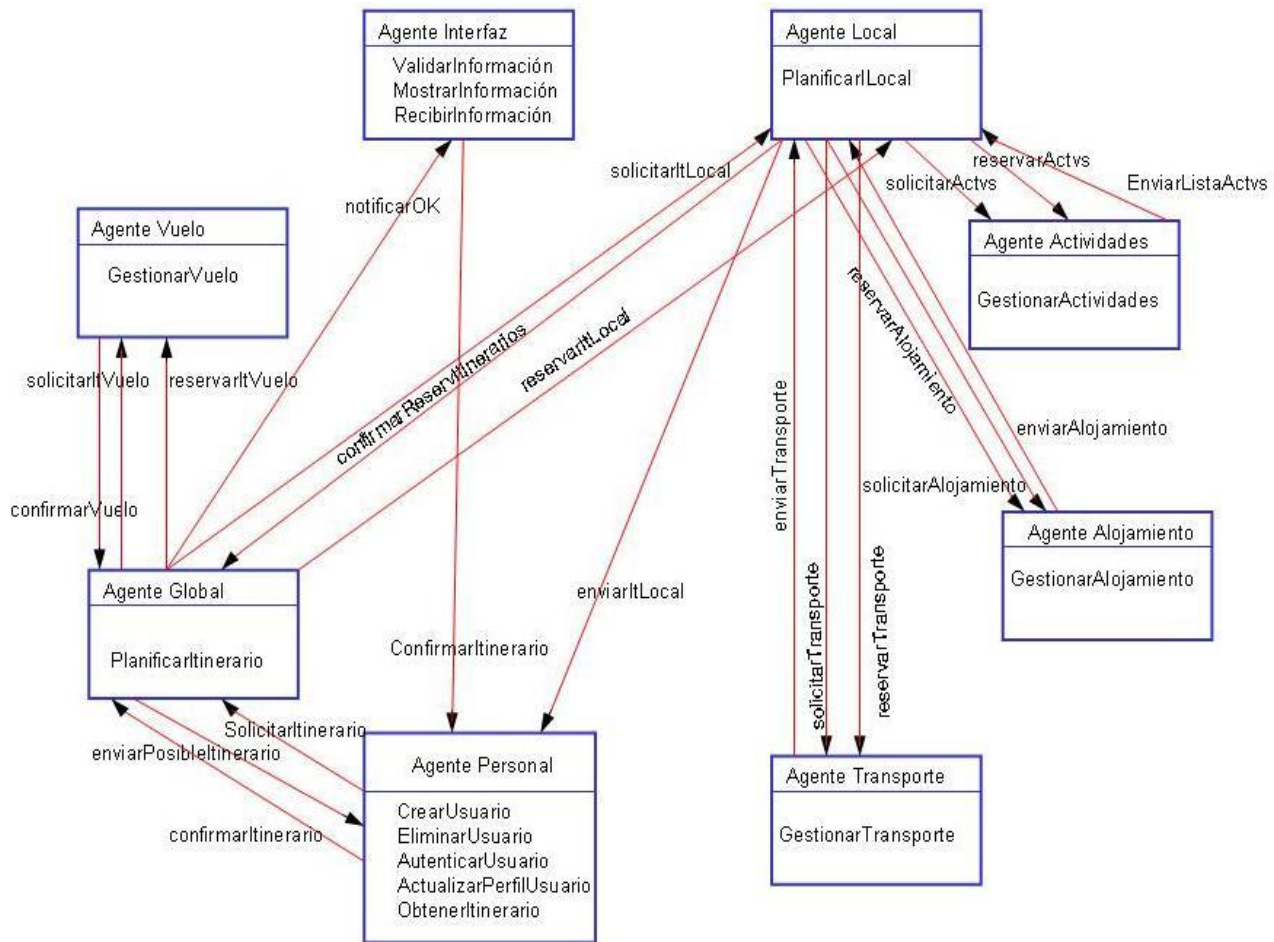 Agente Interfaz
ValidarInformación
MostrarInformación
RecibirInformación
Agente Local
PlanificarILocal
solicitarItLocal
reservarActvs
solicitarActvs
EnviarListaActvs
notificarOK
Agente Vuelo
GestionarVuelo
Agente Actividades
GestionarActividades
solicitarItVuelo
reservarItVuelo
confirmarReservItinerarios
reservarItLocal
reservarAlojamiento
enviarAlojamiento
enviarTransporte
solicitarAlojamiento
confirmarVuelo
Agente Alojamiento
GestionarAlojamiento
Agente Global
PlanificarItinerario
enviarItLocal
ConfirmarItinerario
solicitarTransporte
reservarTransporte
SolicitarItinerario
enviarPosibleItinerario
confirmarItinerario
Agente Personal
CrearUsuario
EliminarUsuario
AutenticarUsuario
ActualizarPerfilUsuario
ObtenerItinerario
Agente Transporte
GestionarTransporte